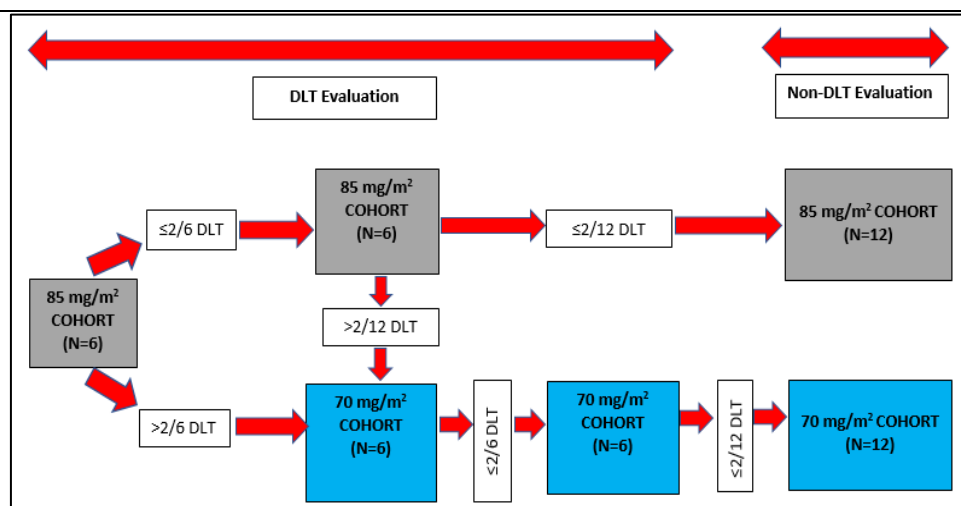 DLT Evaluation
Non-DLT Evaluation
85 mg/m²
COHORT
(N=6)
≤2/6 DLT
85 mg/m²
COHORT
(N=6)
≤2/12 DLT
85 mg/m² COHORT
(N=12)
>2/12 DLT
>2/6 DLT
70 mg/m²
COHORT
(N=6)
≤2/6 DLT
70 mg/m²
COHORT
(N=6)
≤2/12 DLT
70 mg/m² COHORT
(N=12)